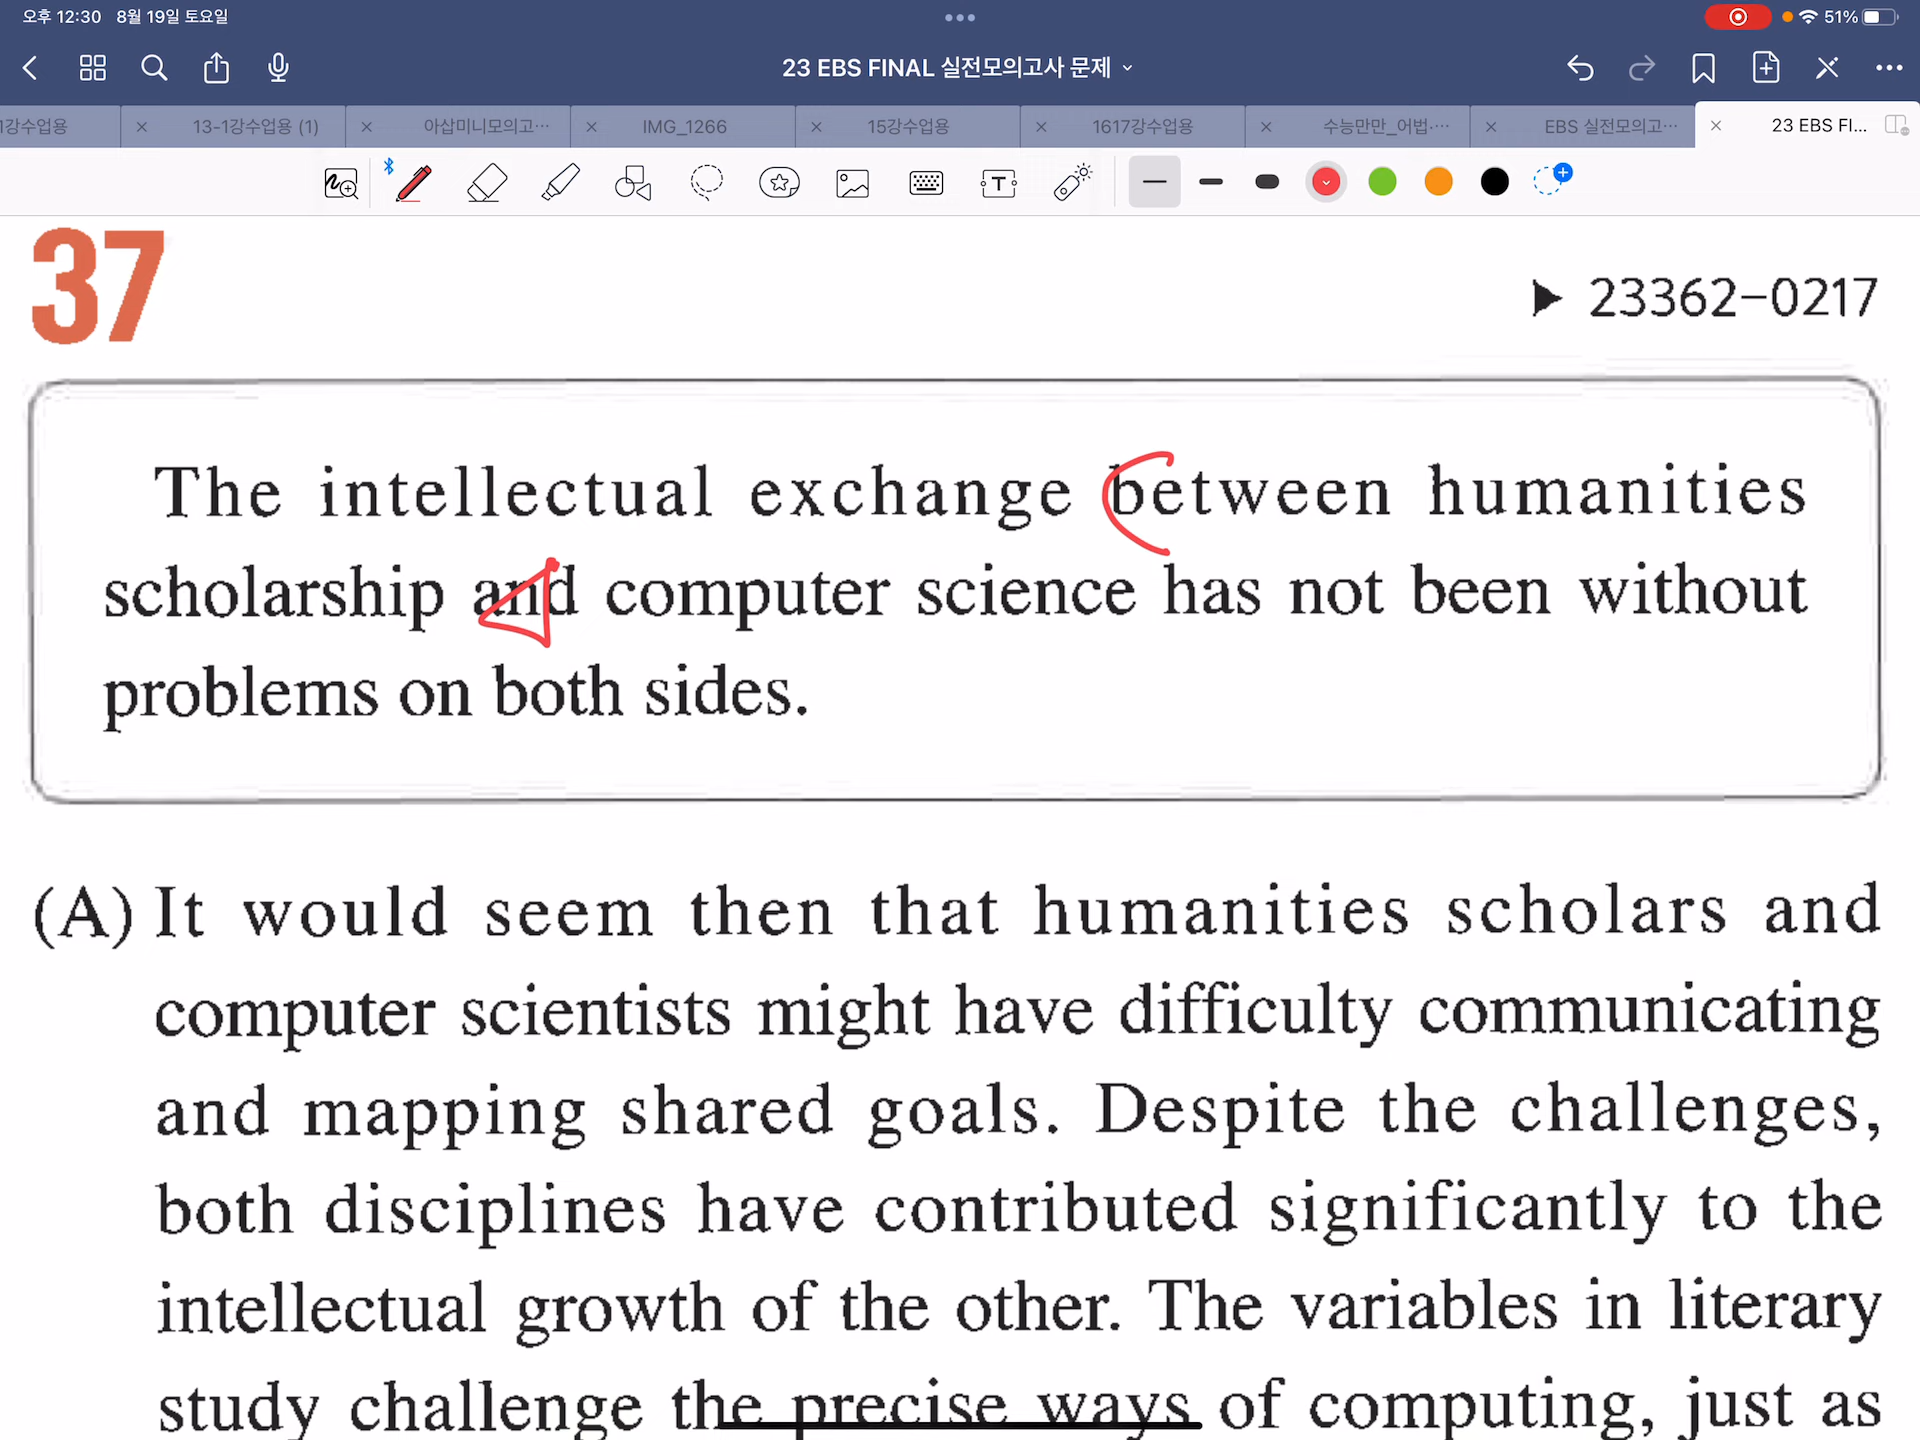 오후 12:30 8월 19일 토요일
51%
23 EBS FINAL 실전모의고사 문제
1강수업용
13-1강수업용 (1)
아삽미니모의고…
IMG_1266
15강수업용
1617강수업용
수능만만_어법.…
EBS 실전모의고…
23 EBS FI...
37
▶ 23362-0217
The intellectual exchange between humanities
scholarship and computer science has not been without
problems on both sides.
(A) It would seem then that humanities scholars and
computer scientists might have difficulty communicating
and mapping shared goals. Despite the challenges,
both disciplines have contributed significantly to the
intellectual growth of the other. The variables in literary
study challenge the precise ways of computing, just as